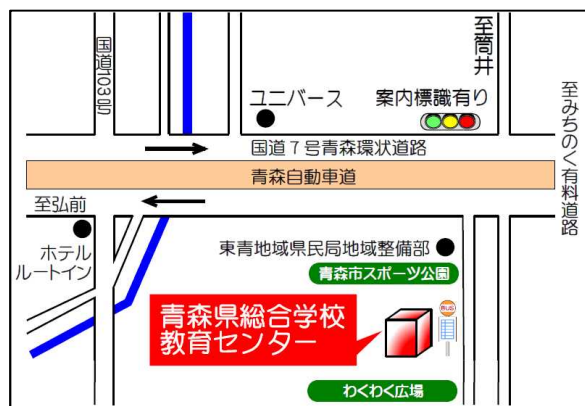 国道103号
至筒井
ユニバース
案内標識有り
国道7号青森環状道路
至みちのく有料道路
青森自動車道
至弘前
ホテル
ルートイン
東青地域県民局地域整備部
青森市スポーツ公園
青森県総合学校
教育センター
BUS
わくわく広場